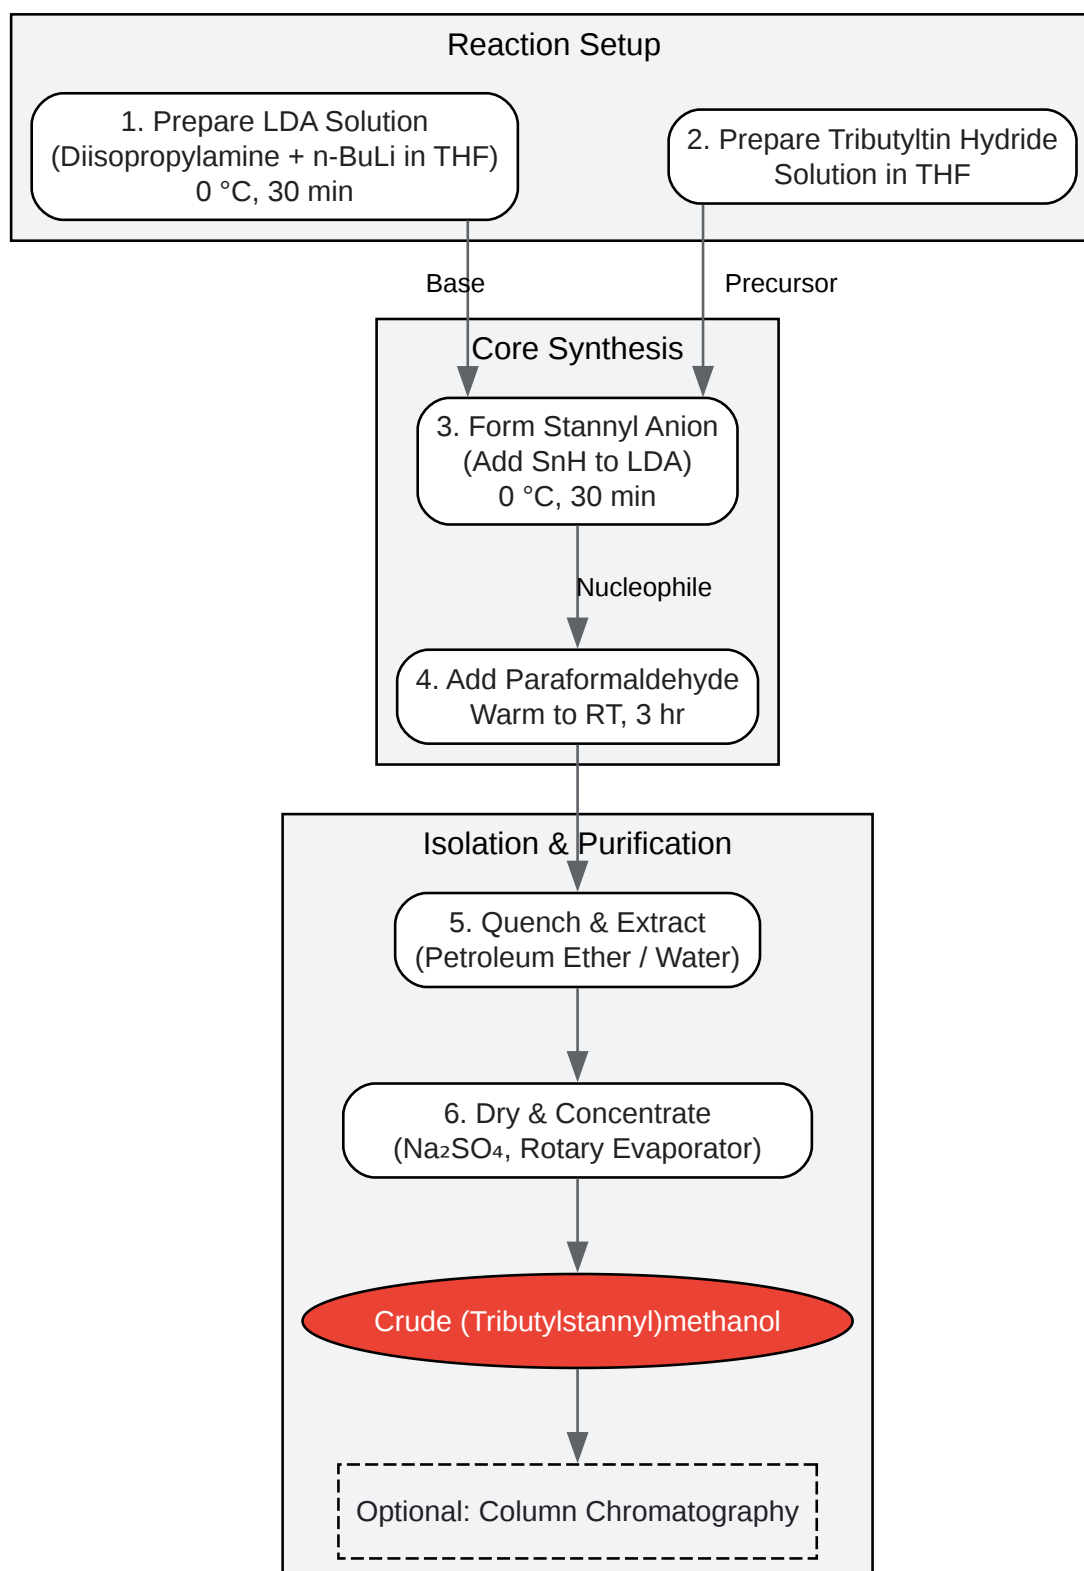 Reaction Setup
1. Prepare LDA Solution
(Diisopropylamine + n-BuLi in THF)
0 °C, 30 min
2. Prepare Tributyltin Hydride
Solution in THF
Base
Precursor
Core Synthesis
3. Form Stannyl Anion
(Add SnH to LDA)
0 °C, 30 min
Nucleophile
4. Add Paraformaldehyde
Warm to RT, 3 hr
Isolation & Purification
5. Quench & Extract
(Petroleum Ether / Water)
6. Dry & Concentrate
(Na₂SO₄, Rotary Evaporator)
Crude (Tributylstannyl)methanol
Optional: Column Chromatography